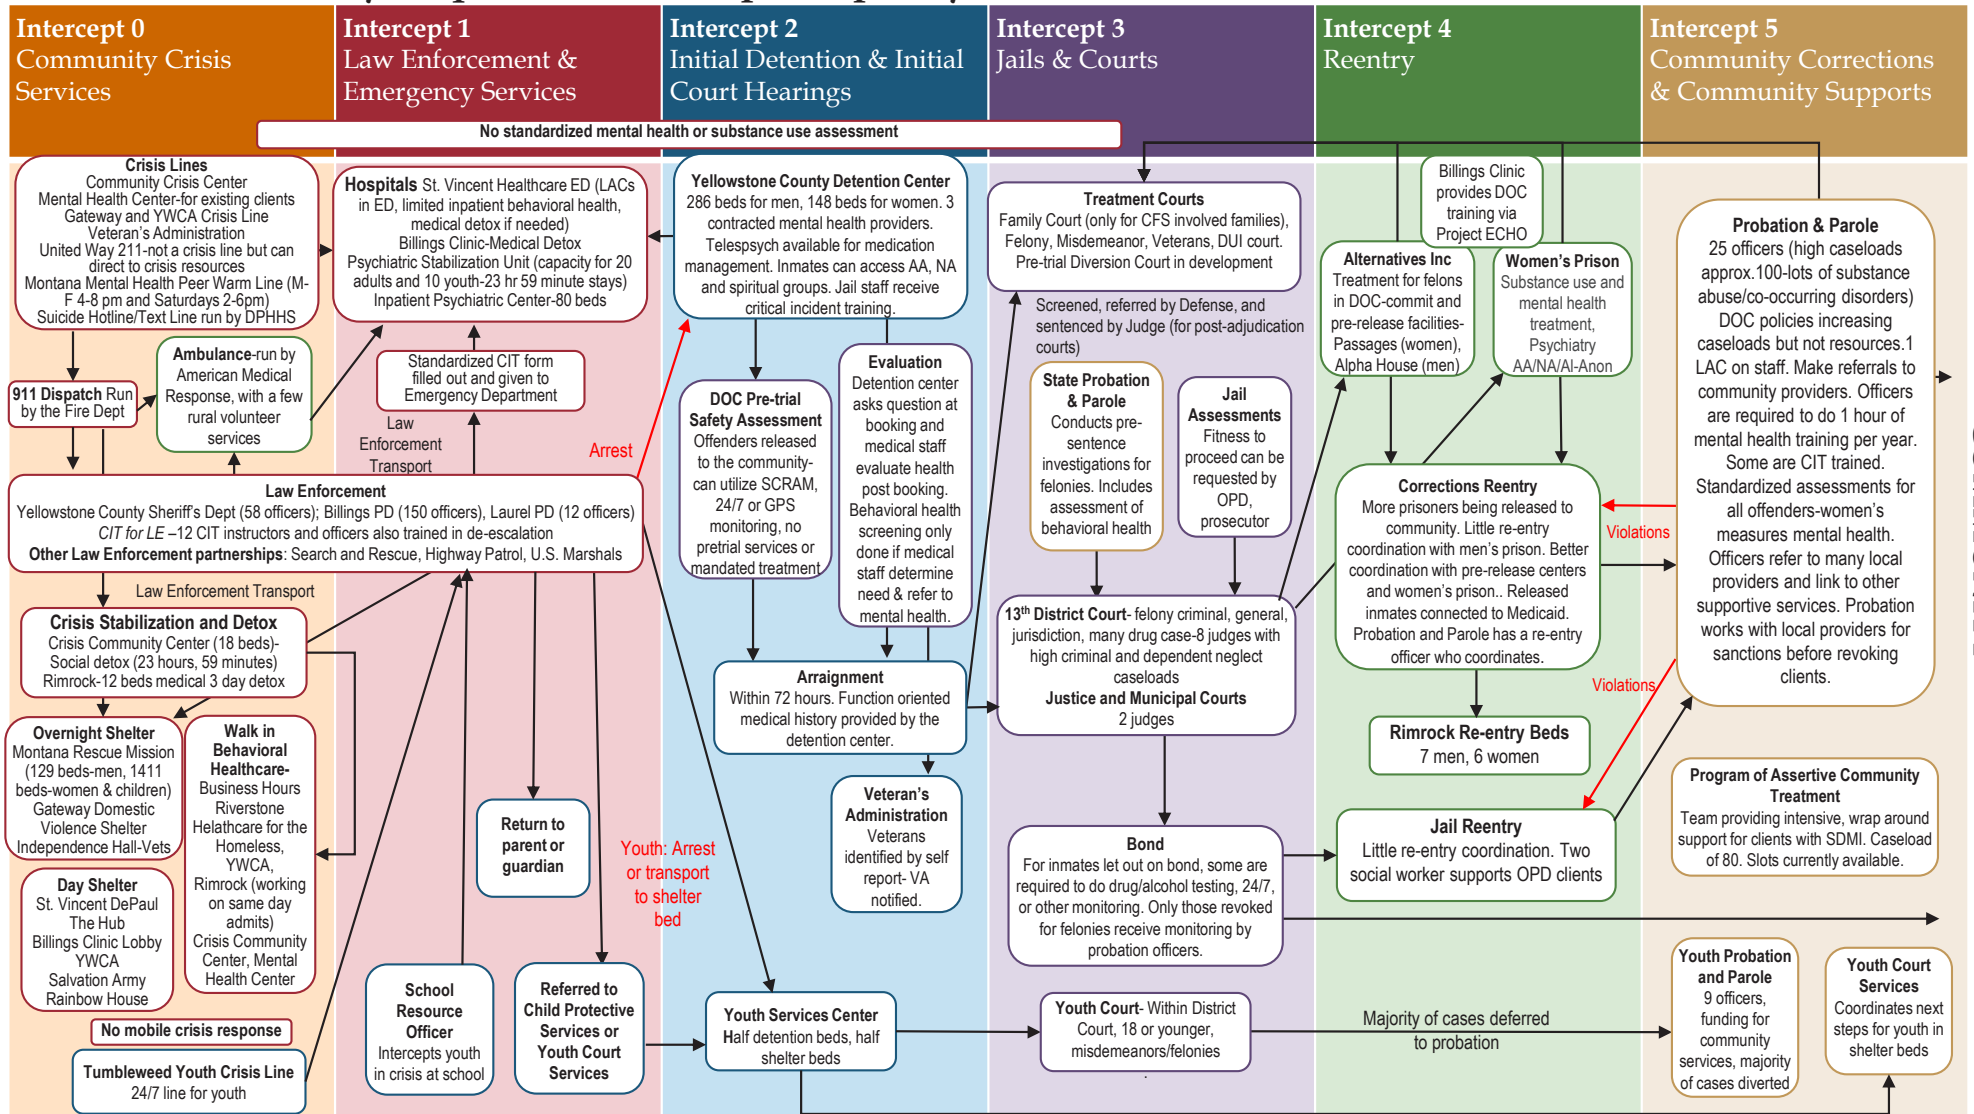 Intercept 0
Community Crisis
Services
Intercept 1
Law Enforcement &
Emergency Services
Intercept 2
Initial Detention & Initial
Court Hearings
Intercept 3
Jails & Courts
Intercept 4
Reentry
Intercept 5
Community Corrections
& Community Supports
No standardized mental health or substance use assessment
Crisis Lines
Community Crisis Center
Mental Health Center-for existing clients
Gateway and YWCA Crisis Line
Veteran's Administration
United Way 211-not a crisis line but can
direct to crisis resources
Montana Mental Health Peer Warm Line (M-
F 4-8 pm and Saturdays 2-6pm)
Suicide Hotline/Text Line run by DPHHS
911 Dispatch Run
by the Fire Dept
Ambulance-run by
American Medical
Response, with a few
rural volunteer
services
Hospitals St. Vincent Healthcare ED (LACs
in ED, limited inpatient behavioral health,
medical detox if needed)
Billings Clinic-Medical Detox
Psychiatric Stabilization Unit (capacity for 20
adults and 10 youth-23 hr 59 minute stays)
Inpatient Psychiatric Center-80 beds
Standardized CIT form
filled out and given to
Emergency Department
Law
Enforcement
Transport
Arrest
Law Enforcement
Yellowstone County Sheriff's Dept (58 officers); Billings PD (150 officers), Laurel PD (12 officers)
CIT for LE –12 CIT instructors and officers also trained in de-escalation
Other Law Enforcement partnerships: Search and Rescue, Highway Patrol, U.S. Marshals
Law Enforcement Transport
Crisis Stabilization and Detox
Crisis Community Center (18 beds)-
Social detox (23 hours, 59 minutes)
Rimrock-12 beds medical 3 day detox
Overnight Shelter
Montana Rescue Mission
(129 beds-men, 1411
beds-women & children)
Gateway Domestic
Violence Shelter
Independence Hall-Vets
Walk in
Behavioral
Healthcare-
Business Hours
Riverstone
Helathcare for the
Homeless,
YWCA,
Rimrock (working
on same day
admits)
Crisis Community
Center, Mental
Health Center
Day Shelter
St. Vincent DePaul
The Hub
Billings Clinic Lobby
YWCA
Salvation Army
Rainbow House
No mobile crisis response
Tumbleweed Youth Crisis Line
24/7 line for youth
School
Resource
Officer
Intercepts youth
in crisis at school
Return to
parent or
guardian
Referred to
Child Protective
Services or
Youth Court
Services
Youth: Arrest
or transport
to shelter
bed
Yellowstone County Detention Center
286 beds for men, 148 beds for women. 3
contracted mental health providers.
Telespsych available for medication
management. Inmates can access AA, NA
and spiritual groups. Jail staff receive
critical incident training.
DOC Pre-trial
Safety Assessment
Offenders released
to the community-
can utilize SCRAM,
24/7 or GPS
monitoring, no
pretrial services or
mandated treatment
Evaluation
Detention center
asks question at
booking and
medical staff
evaluate health
post booking.
Behavioral health
screening only
done if medical
staff determine
need & refer to
mental health.
Arraignment
Within 72 hours. Function oriented
medical history provided by the
detention center.
Veteran's
Administration
Veterans
identified by self
report- VA
notified.
Youth Services Center
Half detention beds, half
shelter beds
Treatment Courts
Family Court (only for CFS involved families),
Felony, Misdemeanor, Veterans, DUI court.
Pre-trial Diversion Court in development
Screened, referred by Defense, and
sentenced by Judge (for post-adjudication
courts)
State Probation
& Parole
Conducts pre-
sentence
investigations for
felonies. Includes
assessment of
behavioral health
Jail
Assessments
Fitness to
proceed can be
requested by
OPD,
prosecutor
13th District Court- felony criminal, general,
jurisdiction, many drug case-8 judges with
high criminal and dependent neglect
caseloads
Justice and Municipal Courts
2 judges
Bond
For inmates let out on bond, some are
required to do drug/alcohol testing, 24/7,
or other monitoring. Only those revoked
for felonies receive monitoring by
probation officers.
Youth Court- Within District
Court, 18 or younger,
misdemeanors/felonies
.
Billings Clinic
provides DOC
training via
Project ECHO
Alternatives Inc
Treatment for felons
in DOC-commit and
pre-release facilities-
Passages (women),
Alpha House (men)
Women's Prison
Substance use and
mental health
treatment,
Psychiatry
AA/NA/Al-Anon
Corrections Reentry
More prisoners being released to
community. Little re-entry
coordination with men's prison. Better
coordination with pre-release centers
and women's prison.. Released
inmates connected to Medicaid.
Probation and Parole has a re-entry
officer who coordinates.
Violations
Violations
Rimrock Re-entry Beds
7 men, 6 women
Jail Reentry
Little re-entry coordination. Two
social worker supports OPD clients
Majority of cases deferred
to probation
Probation & Parole
25 officers (high caseloads
approx.100-lots of substance
abuse/co-occurring disorders)
DOC policies increasing
caseloads but not resources.1
LAC on staff. Make referrals to
community providers. Officers
are required to do 1 hour of
mental health training per year.
Some are CIT trained.
Standardized assessments for
all offenders-women's
measures mental health.
Officers refer to many local
providers and link to other
supportive services. Probation
works with local providers for
sanctions before revoking
clients.
Program of Assertive Community
Treatment
Team providing intensive, wrap around
support for clients with SDMI. Caseload
of 80. Slots currently available.
Youth Probation
and Parole
9 officers,
funding for
community
services, majority
of cases diverted
Youth Court
Services
Coordinates next
steps for youth in
shelter beds